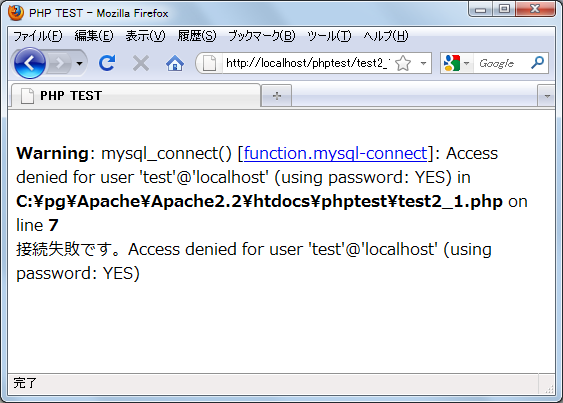 PHP TEST - Mozilla Firefox
ファイル(F) 編集(E) 表示(V) 履歴(S) ブックマーク(B) ツール(T) ヘルプ(H)
http://localhost/phptest/test2_ Google
PHP TEST
Warning: mysql_connect() [function.mysql-connect]: Access
denied for user 'test'@'localhost' (using password: YES) in
C:¥pg¥Apache¥Apache2.2¥htdocs¥phptest¥test2_1.php on
line 7
接続失敗です。Access denied for user 'test'@'localhost' (using
password: YES)
完了